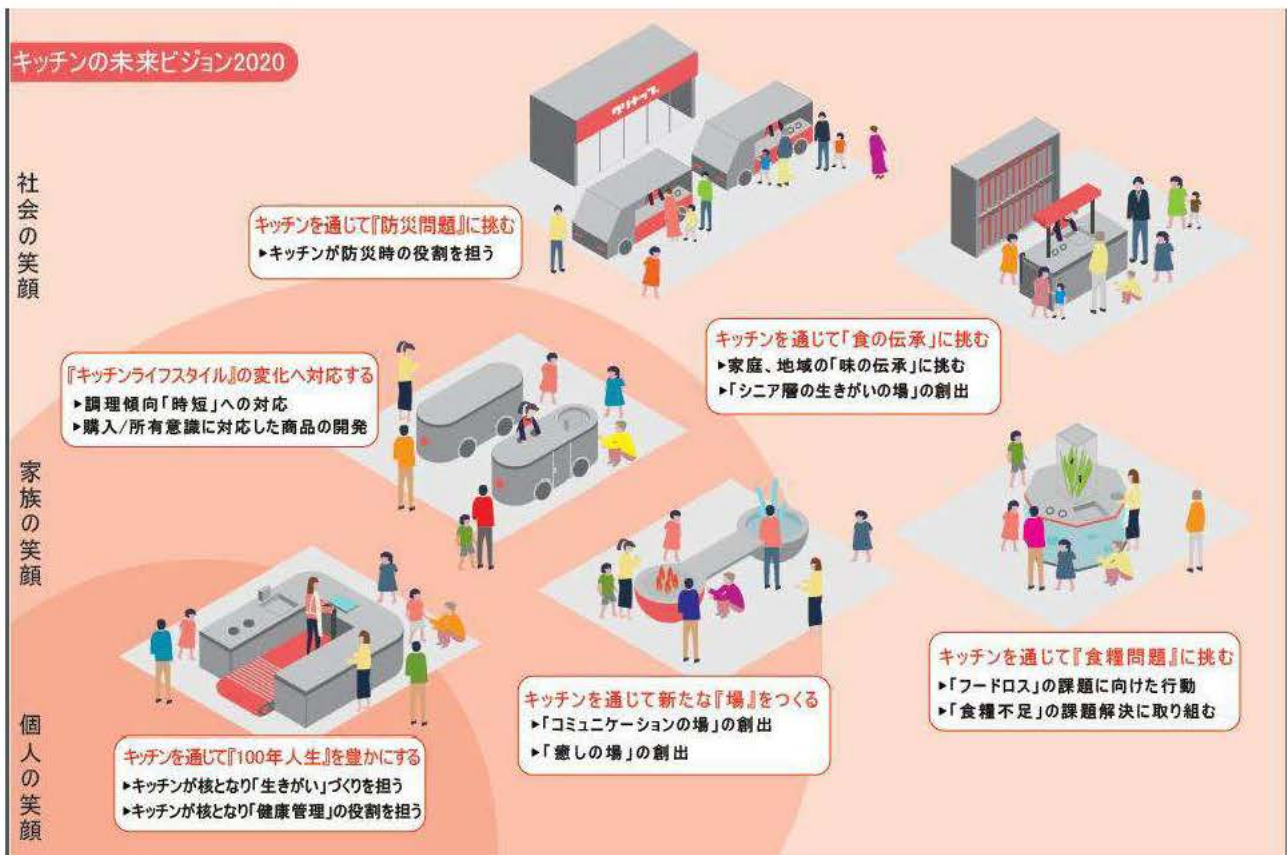 キッチンの未来ビジョン2020
クリナップ
社会の笑顔
キッチンを通じて『防災問題』に挑む
▶キッチンが防災時の役割を担う
キッチンを通じて「食の伝承」に挑む
▶家庭、地域の「味の伝承」に挑む
▶「シニア層の生きがいの場」の創出
『キッチンライフスタイル』の変化へ対応する
▶調理傾向「時短」への対応
▶購入/所有意識に対応した商品の開発
家族の笑顔
キッチンを通じて『食糧問題』に挑む
▶「フードロス」の課題に向けた行動
▶「食糧不足」の課題解決に取り組む
キッチンを通じて新たな『場』をつくる
▶「コミュニケーションの場」の創出
▶「癒しの場」の創出
個人の笑顔
キッチンを通じて『100年人生』を豊かにする
▶キッチンが核となり「生きがい」づくりを担う
▶キッチンが核となり「健康管理」の役割を担う